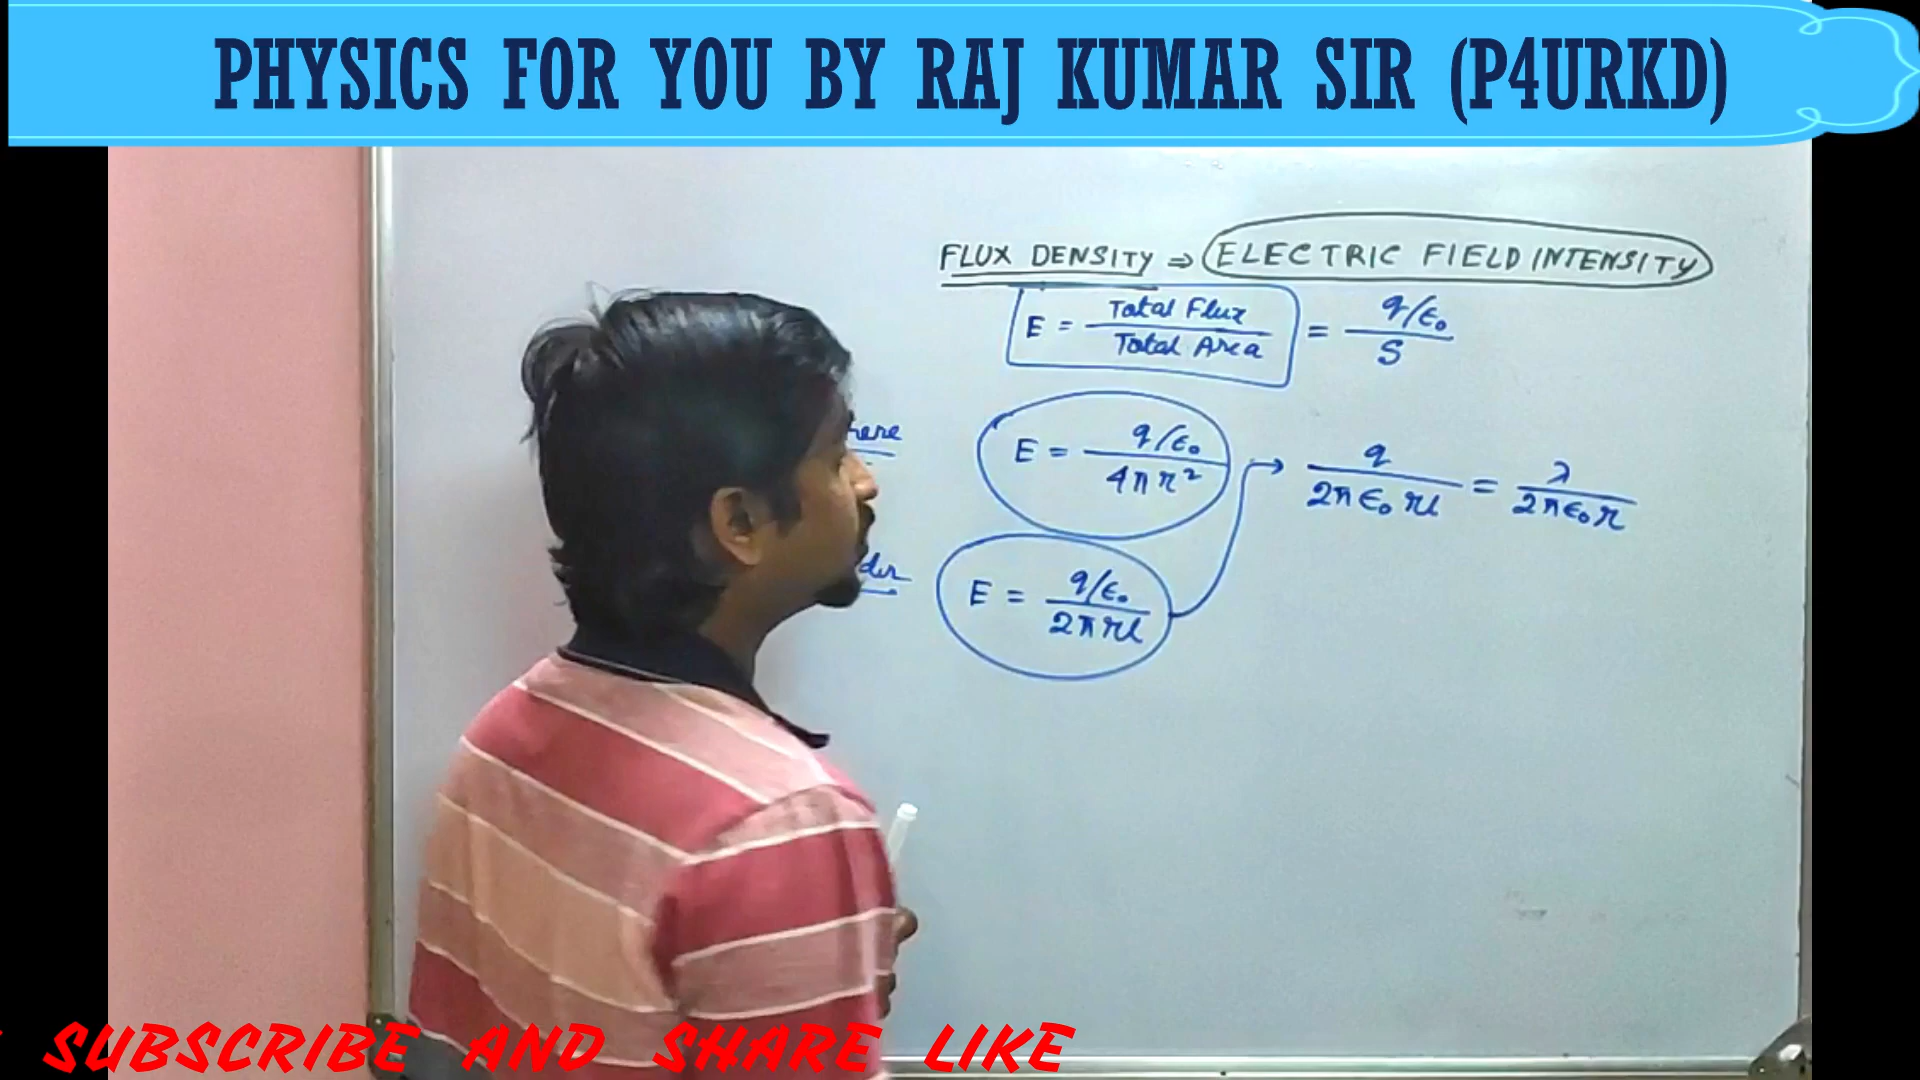 PHYSICS FOR YOU BY RAJ KUMAR SIR (P4URKD)
FLUX DENSITY ⇒ ELECTRIC FIELD INTENSITY
E = Total Flux / Total Area = q/ϵ₀ / S
E = q/ϵ₀ / 4πr²
→ q / 2πϵ₀rl = λ / 2πϵ₀r
E = q/ϵ₀ / 2πrl
SUBSCRIBE AND SHARE LIKE